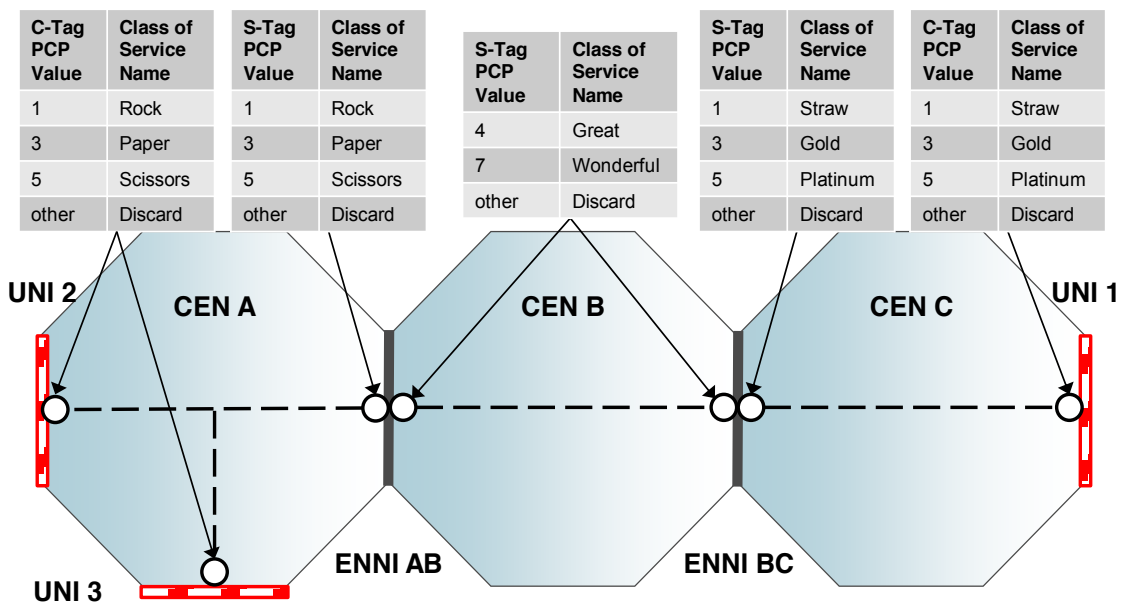 C-Tag PCP Value Class of Service Name
1 Rock
3 Paper
5 Scissors
other Discard
S-Tag PCP Value Class of Service Name
1 Rock
3 Paper
5 Scissors
other Discard
S-Tag PCP Value Class of Service Name
4 Great
7 Wonderful
other Discard
S-Tag PCP Value Class of Service Name
1 Straw
3 Gold
5 Platinum
other Discard
C-Tag PCP Value Class of Service Name
1 Straw
3 Gold
5 Platinum
other Discard
UNI 2
CEN A
CEN B
CEN C
UNI 1
ENNI AB
ENNI BC
UNI 3